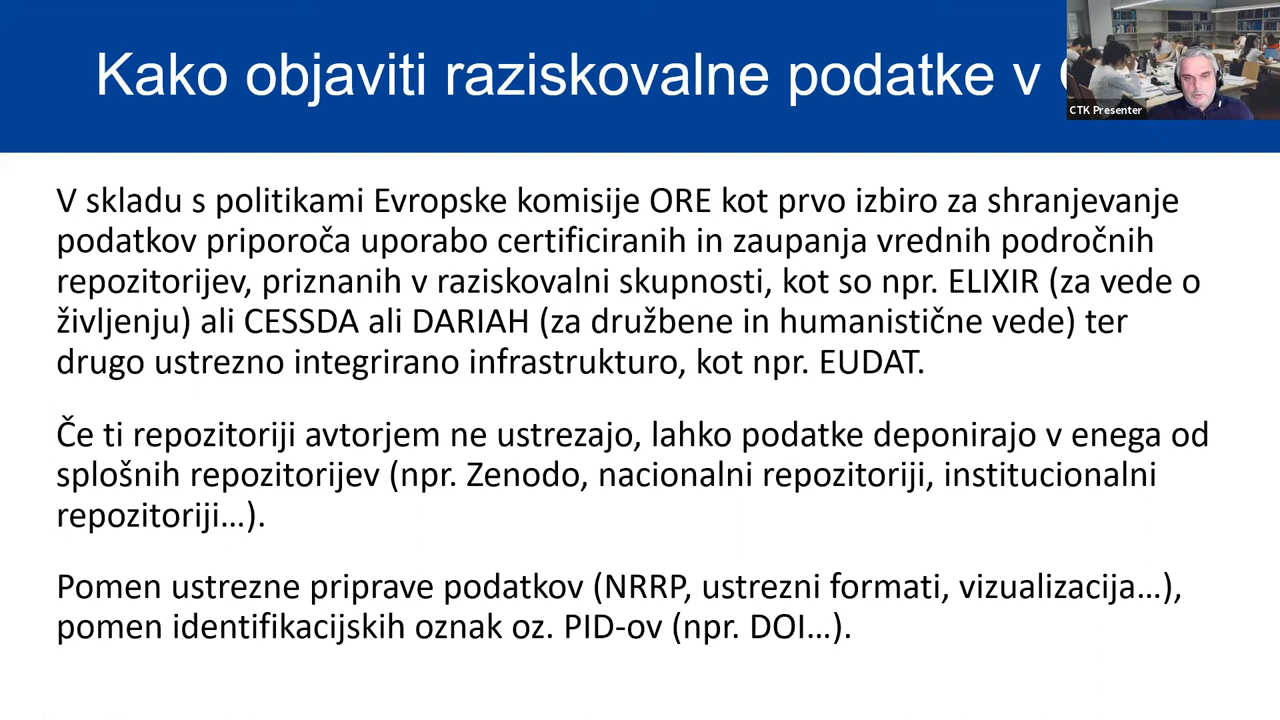 Kako objaviti raziskovalne podatke v
CTK Presenter
V skladu s politikami Evropske komisije ORE kot prvo izbiro za shranjevanje
podatkov priporoča uporabo certificiranih in zaupanja vrednih področnih
repozitorijev, priznanih v raziskovalni skupnosti, kot so npr. ELIXIR (za vede o
življenju) ali CESSDA ali DARIAH (za družbene in humanistične vede) ter
drugo ustrezno integrirano infrastrukturo, kot npr. EUDAT.
Če ti repozitoriji avtorjem ne ustrezajo, lahko podatke deponirajo v enega od
splošnih repozitorijev (npr. Zenodo, nacionalni repozitoriji, institucionalni
repozitoriji…).
Pomen ustrezne priprave podatkov (NRRP, ustrezni formati, vizualizacija…),
pomen identifikacijskih oznak oz. PID-ov (npr. DOI…).